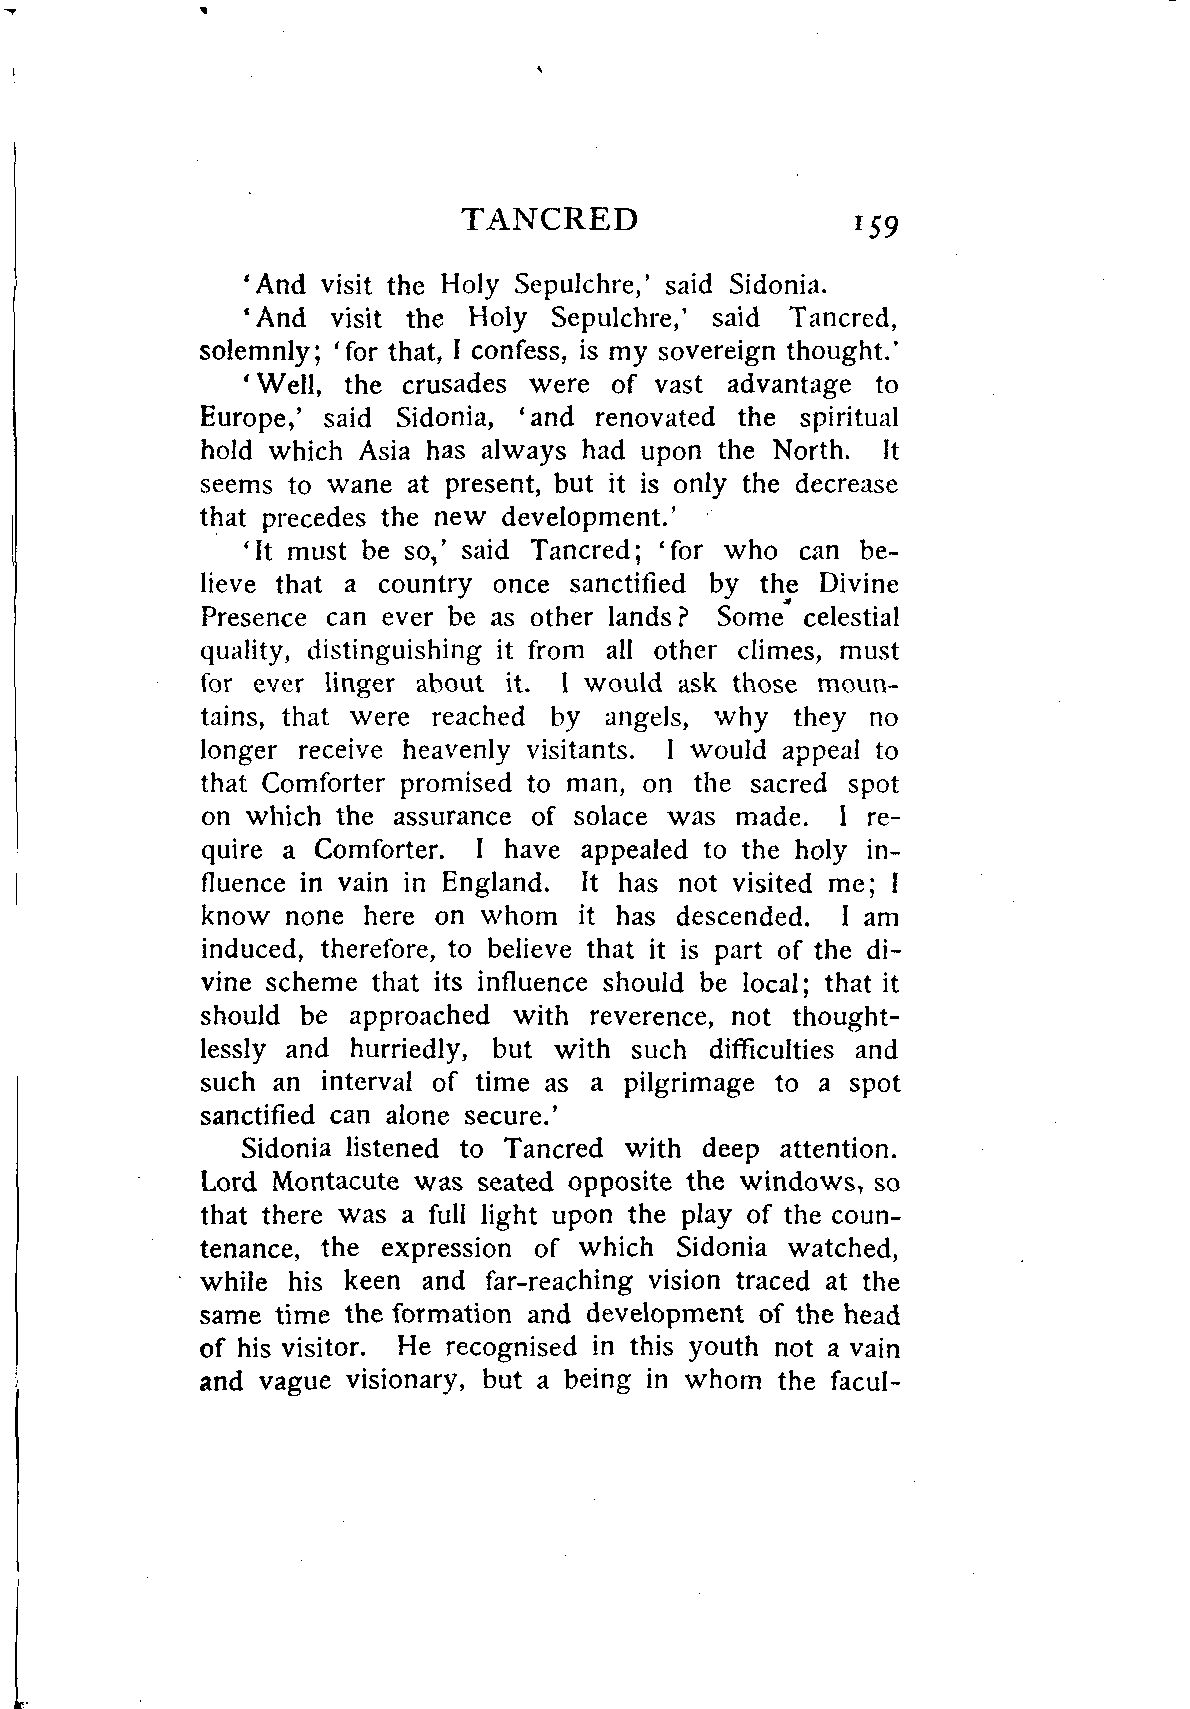 TANCRED 159
‘And visit the Holy Sepulchre,’ said Sidonia.
‘And visit the Holy Sepulchre,’ said Tancred,
solemnly; ‘for that, I confess, is my sovereign thought.’
‘Well, the crusades were of vast advantage to
Europe,’ said Sidonia, ‘and renovated the spiritual
hold which Asia has always had upon the North. It
seems to wane at present, but it is only the decrease
that precedes the new development.’
‘It must be so,’ said Tancred; ‘for who can be-
lieve that a country once sanctified by the Divine
Presence can ever be as other lands? Some celestial
quality, distinguishing it from all other climes, must
for ever linger about it. I would ask those moun-
tains, that were reached by angels, why they no
longer receive heavenly visitants. I would appeal to
that Comforter promised to man, on the sacred spot
on which the assurance of solace was made. I re-
quire a Comforter. I have appealed to the holy in-
fluence in vain in England. It has not visited me; I
know none here on whom it has descended. I am
induced, therefore, to believe that it is part of the di-
vine scheme that its influence should be local; that it
should be approached with reverence, not thought-
lessly and hurriedly, but with such difficulties and
such an interval of time as a pilgrimage to a spot
sanctified can alone secure.’
Sidonia listened to Tancred with deep attention.
Lord Montacute was seated opposite the windows, so
that there was a full light upon the play of the coun-
tenance, the expression of which Sidonia watched,
while his keen and far-reaching vision traced at the
same time the formation and development of the head
of his visitor. He recognised in this youth not a vain
and vague visionary, but a being in whom the facul-